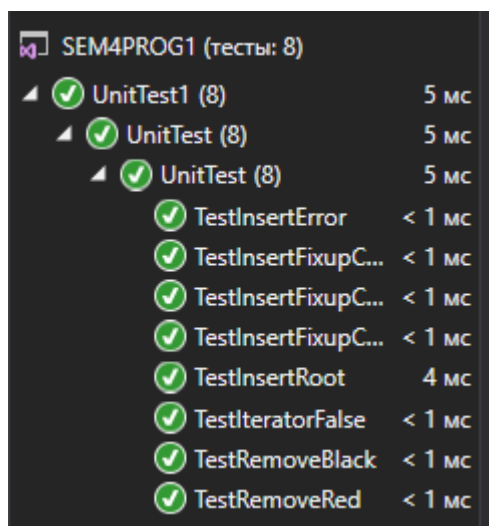 SEM4PROG1 (тесты: 8)
UnitTest1 (8) 5 мс
UnitTest (8) 5 мс
UnitTest (8) 5 мс
TestInsertError < 1 мс
TestInsertFixupC... < 1 мс
TestInsertFixupC... < 1 мс
TestInsertFixupC... < 1 мс
TestInsertRoot 4 мс
TestIteratorFalse < 1 мс
TestRemoveBlack < 1 мс
TestRemoveRed < 1 мс